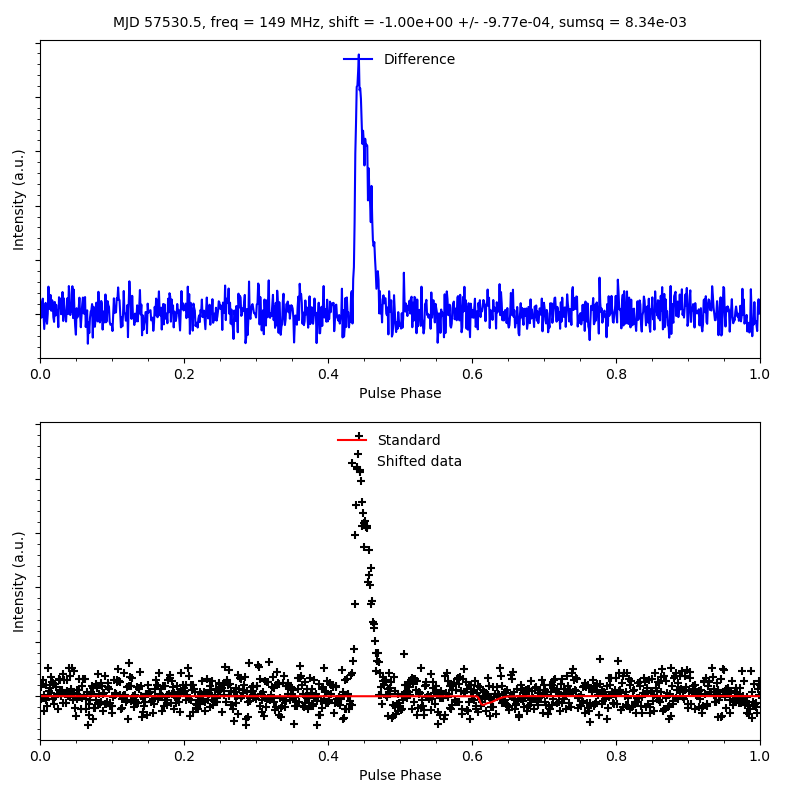 MJD 57530.5, freq = 149 MHz, shift = -1.00e+00 +/- -9.77e-04, sumsq = 8.34e-03
Difference
Intensity (a.u.)
0.0 0.2 0.4 0.6 0.8 1.0
Pulse Phase
Standard
Shifted data
Intensity (a.u.)
0.0 0.2 0.4 0.6 0.8 1.0
Pulse Phase